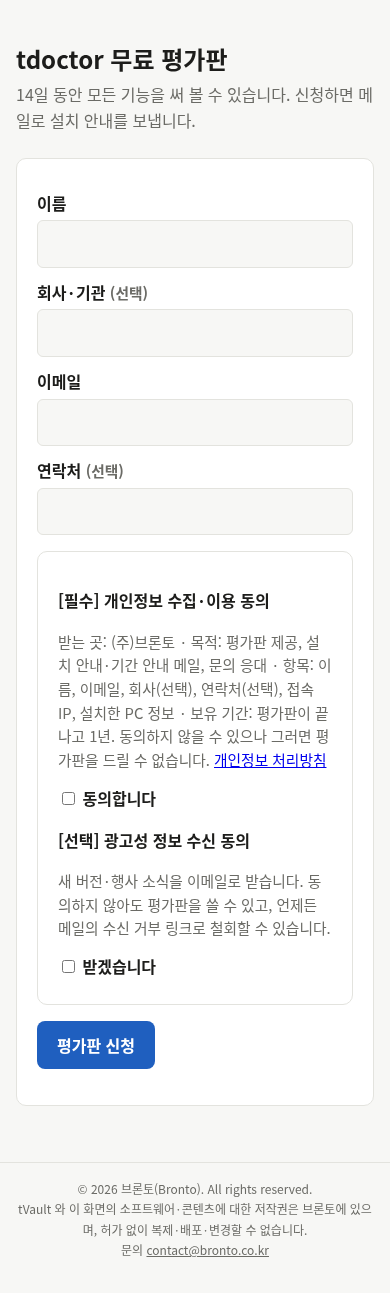 tdoctor 무료 평가판
14일 동안 모든 기능을 써 볼 수 있습니다. 신청하면 메
일로 설치 안내를 보냅니다.
이름
회사·기관 (선택)
이메일
연락처 (선택)
[필수] 개인정보 수집·이용 동의
받는 곳: (주)브론토 · 목적: 평가판 제공, 설
치 안내·기간 안내 메일, 문의 응대 · 항목: 이
름, 이메일, 회사(선택), 연락처(선택), 접속
IP, 설치한 PC 정보 · 보유 기간: 평가판이 끝
나고 1년. 동의하지 않을 수 있으나 그러면 평
가판을 드릴 수 없습니다. 개인정보 처리방침
동의합니다
[선택] 광고성 정보 수신 동의
새 버전·행사 소식을 이메일로 받습니다. 동
의하지 않아도 평가판을 쓸 수 있고, 언제든
메일의 수신 거부 링크로 철회할 수 있습니다.
받겠습니다
평가판 신청
© 2026 브론토(Bronto). All rights reserved.
tVault 와 이 화면의 소프트웨어·콘텐츠에 대한 저작권은 브론토에 있으
며, 허가 없이 복제·배포·변경할 수 없습니다.
문의 contact@bronto.co.kr